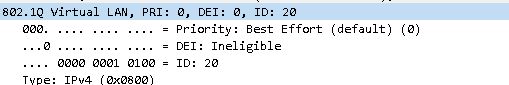 802.1Q Virtual LAN, PRI: 0, DEI: 0, ID: 20
000. .... .... .... = Priority: Best Effort (default) (0)
...0 .... .... .... = DEI: Ineligible
.... 0000 0001 0100 = ID: 20
Type: IPv4 (0x0800)